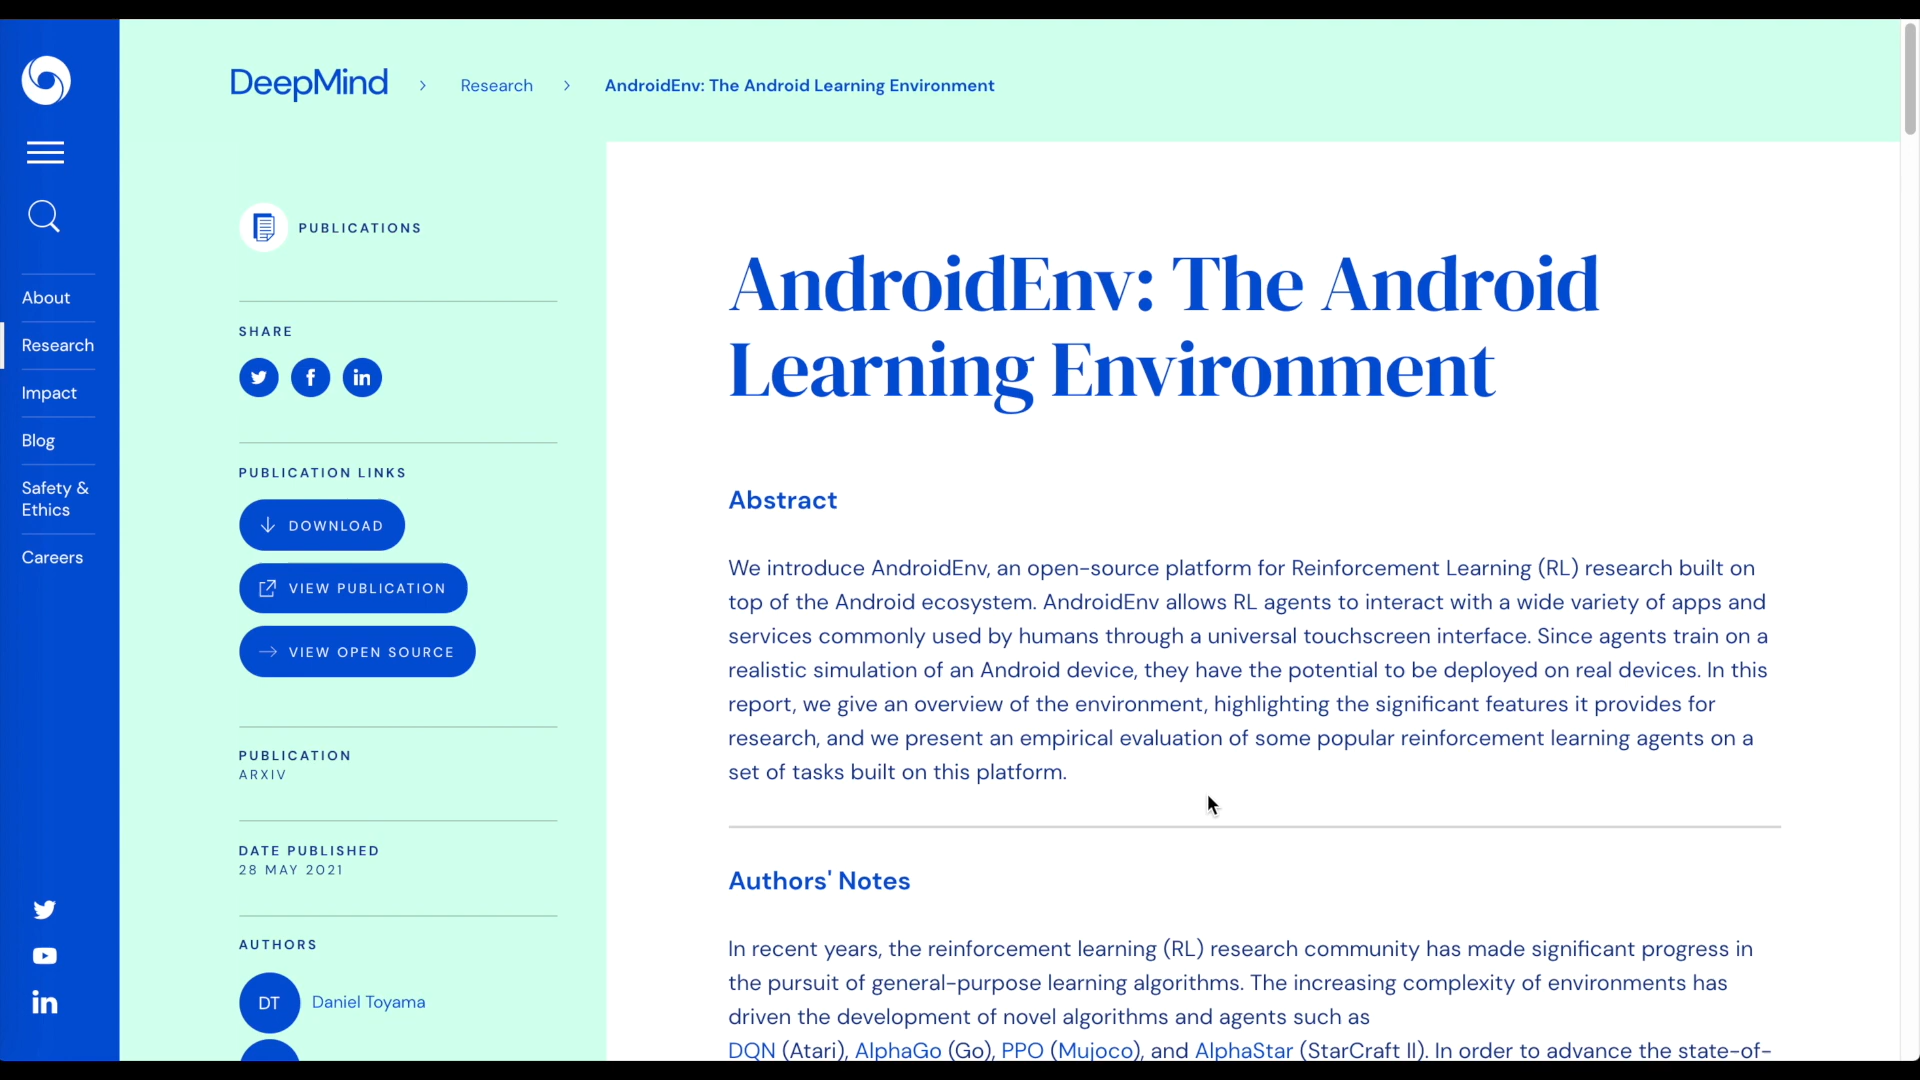 DeepMind > Research > AndroidEnv: The Android Learning Environment
About
Research
Impact
Blog
Safety &
Ethics
Careers
PUBLICATIONS
SHARE
PUBLICATION LINKS
DOWNLOAD
VIEW PUBLICATION
VIEW OPEN SOURCE
PUBLICATION
ARXIV
DATE PUBLISHED
28 MAY 2021
AUTHORS
DT Daniel Toyama
AndroidEnv: The Android
Learning Environment
Abstract
We introduce AndroidEnv, an open-source platform for Reinforcement Learning (RL) research built on
top of the Android ecosystem. AndroidEnv allows RL agents to interact with a wide variety of apps and
services commonly used by humans through a universal touchscreen interface. Since agents train on a
realistic simulation of an Android device, they have the potential to be deployed on real devices. In this
report, we give an overview of the environment, highlighting the significant features it provides for
research, and we present an empirical evaluation of some popular reinforcement learning agents on a
set of tasks built on this platform.
Authors' Notes
In recent years, the reinforcement learning (RL) research community has made significant progress in
the pursuit of general-purpose learning algorithms. The increasing complexity of environments has
driven the development of novel algorithms and agents such as
DQN (Atari), AlphaGo (Go), PPO (Mujoco), and AlphaStar (StarCraft II). In order to advance the state-of-